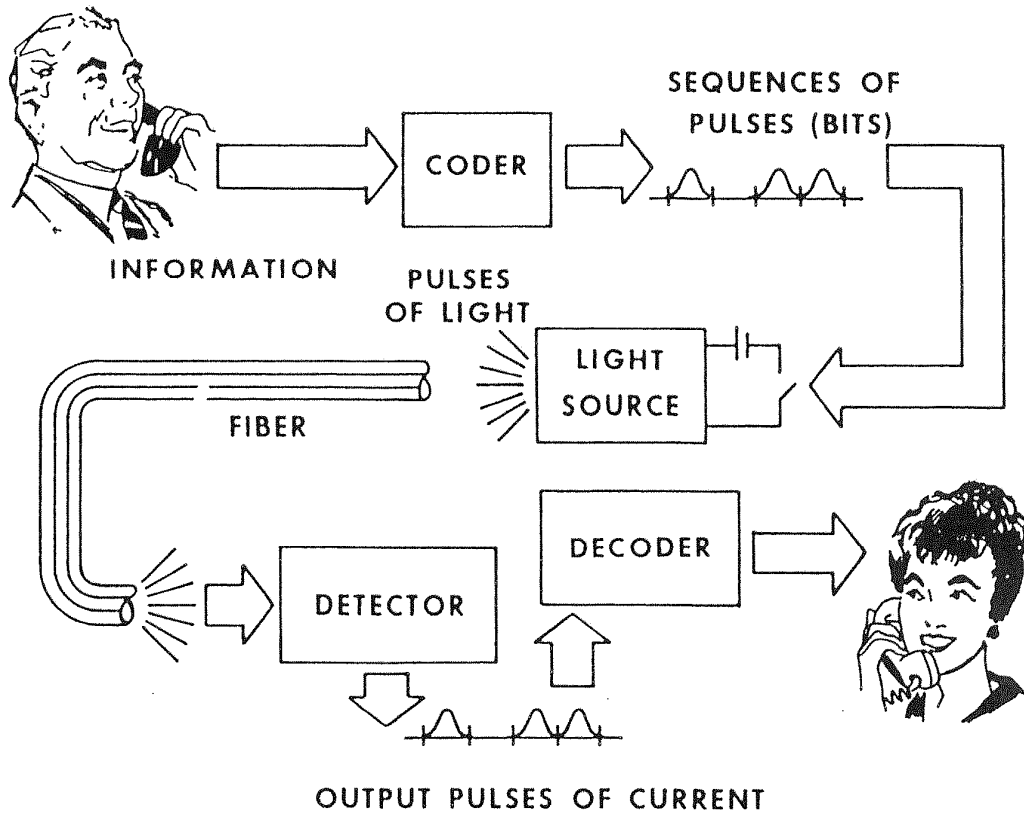 SEQUENCES OF
PULSES (BITS)
CODER
INFORMATION
PULSES
OF LIGHT
LIGHT
SOURCE
FIBER
DECODER
DETECTOR
OUTPUT PULSES OF CURRENT